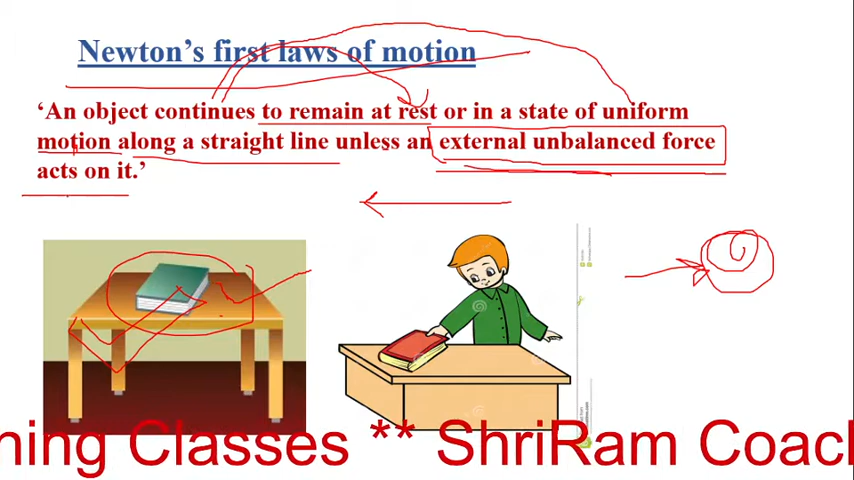 Newton’s first laws of motion
‘An object continues to remain at rest or in a state of uniform
motion along a straight line unless an external unbalanced force
acts on it.’
ning Classes ** ShriRam Coach